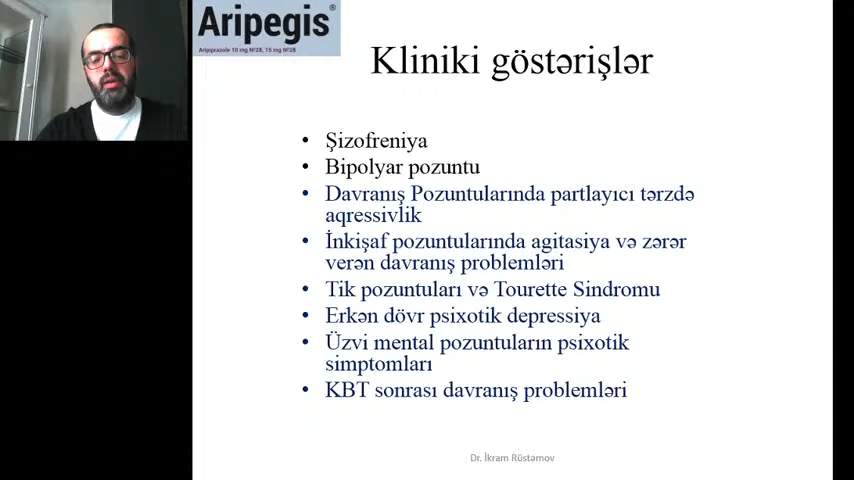 Aripegis®
Aripiprazole 10 mg №28, 15 mg №28
Kliniki göstərişlər
• Şizofreniya
• Bipolyar pozuntu
• Davranış Pozuntularında partlayıcı tərzdə
aqressivlik
• İnkişaf pozuntularında agitasiya və zərər
verən davranış problemləri
• Tik pozuntuları və Tourette Sindromu
• Erkən dövr psixotik depressiya
• Üzvi mental pozuntuların psixotik
simptomları
• KBT sonrası davranış problemləri
Dr. İkram Rüstəmov